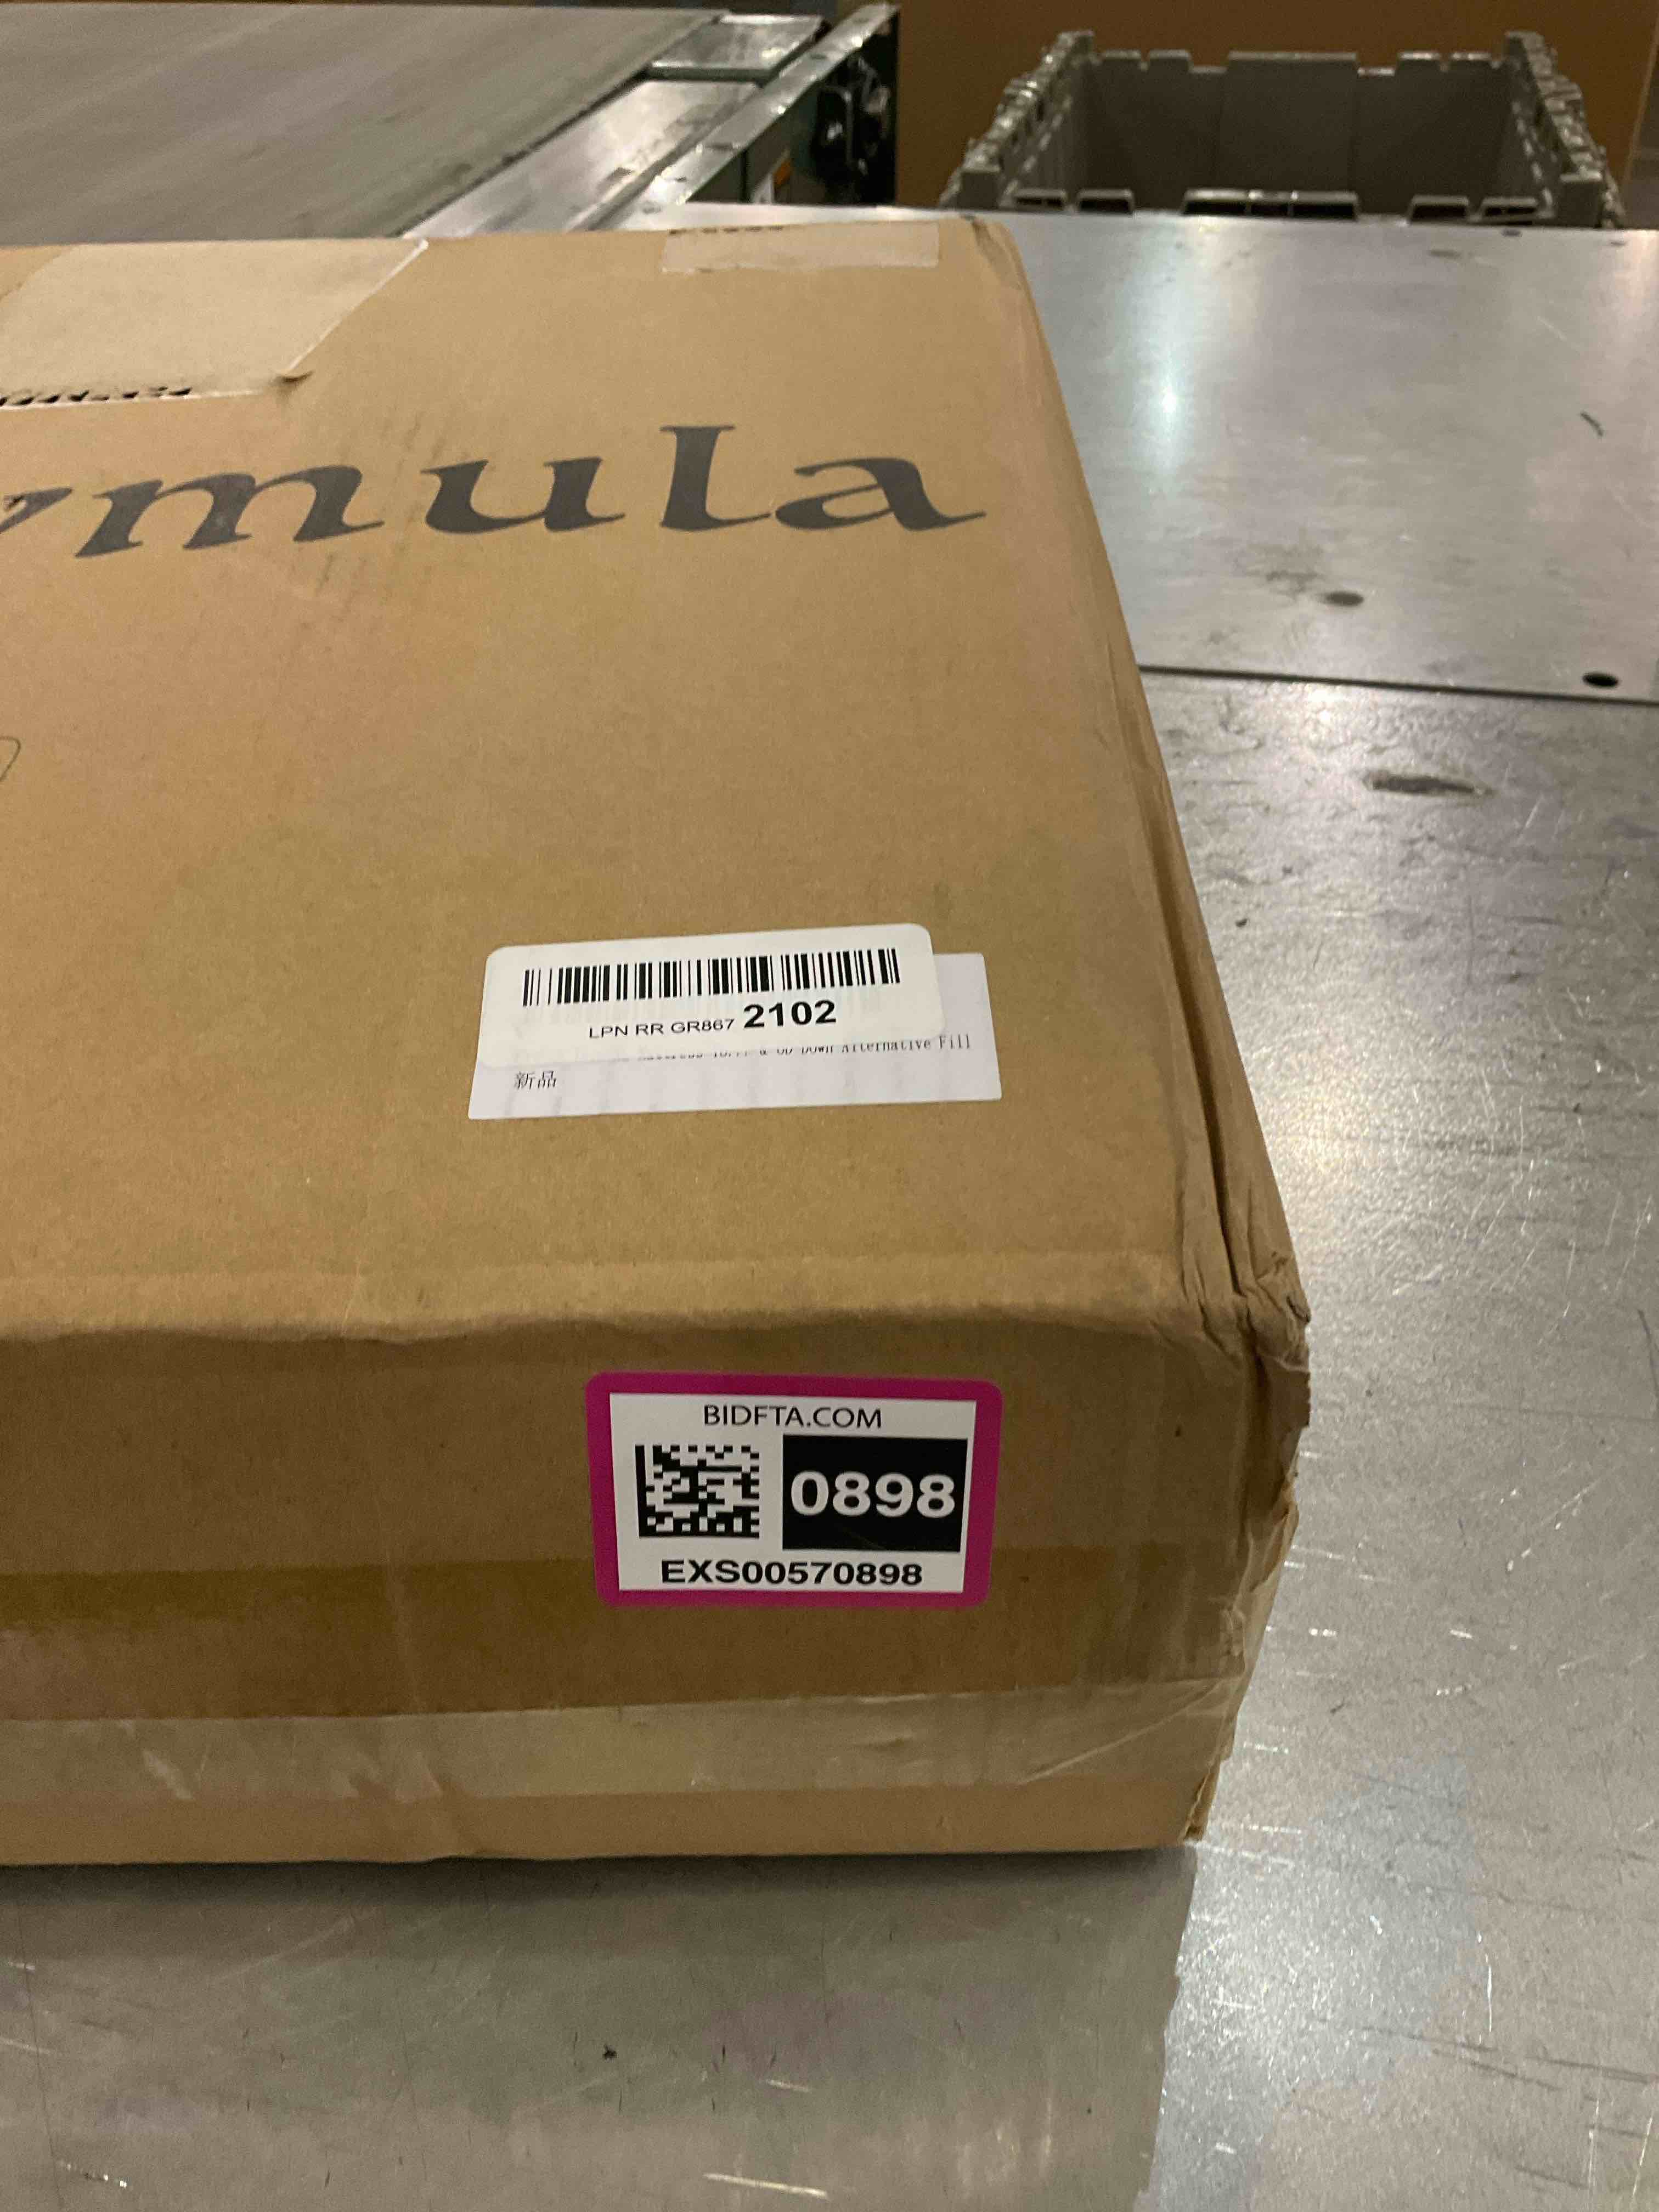 mula
LPN RR GR867 2102
Down Alternative Fill
新品
BIDFTA.COM
0898
EXS00570898